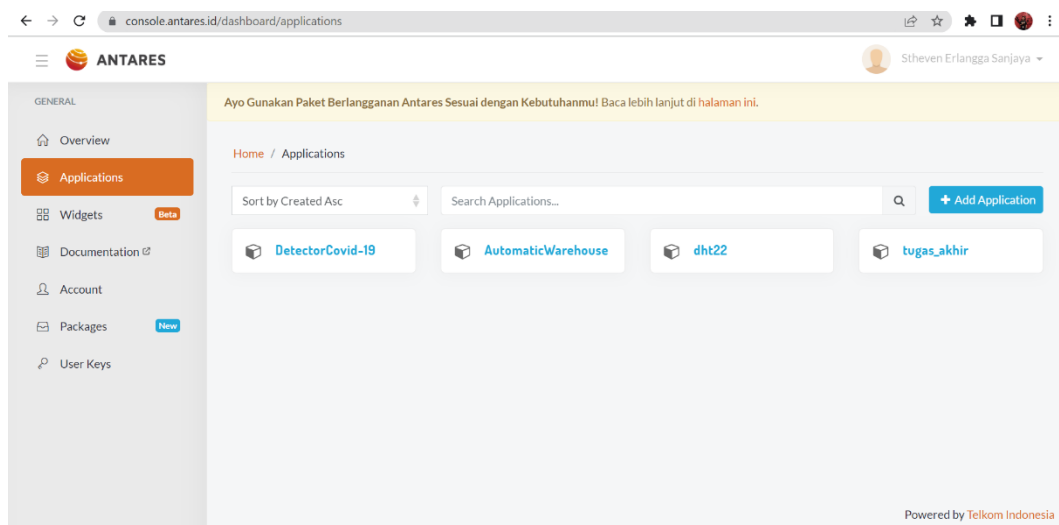 console.antares.id/dashboard/applications
ANTARES
Stheven Erlangga Sanjaya
GENERAL
Ayo Gunakan Paket Berlangganan Antares Sesuai dengan Kebutuhanmu! Baca lebih lanjut di halaman ini.
Overview
Home / Applications
Applications
Sort by Created Asc
Search Applications...
+ Add Application
Widgets Beta
DetectorCovid-19
AutomaticWarehouse
dht22
tugas_akhir
Documentation
Account
Packages New
User Keys
Powered by Telkom Indonesia